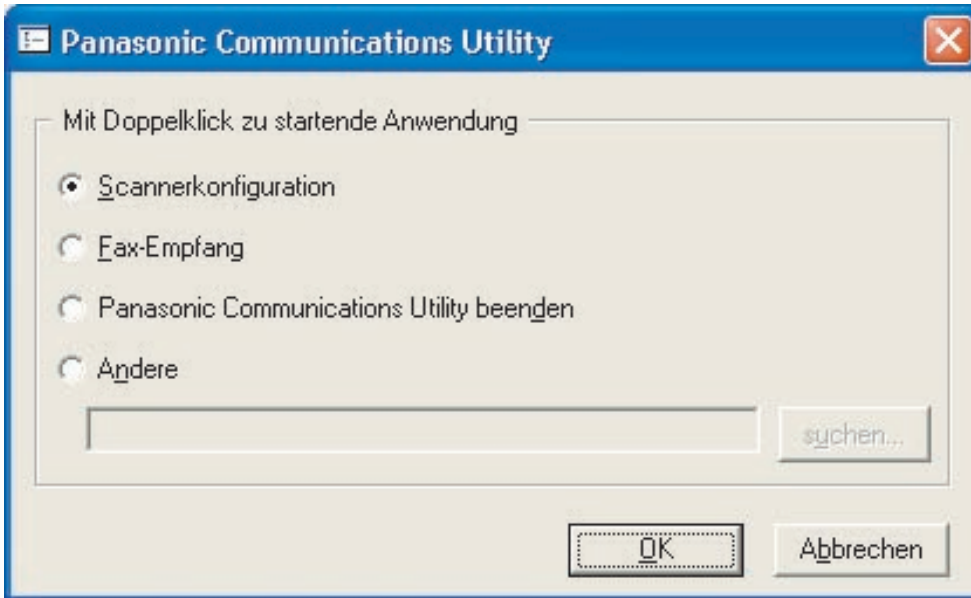 Panasonic Communications Utility
Mit Doppelklick zu startende Anwendung
Scannerkonfiguration
Fax-Empfang
Panasonic Communications Utility beenden
Andere
suchen...
OK
Abbrechen